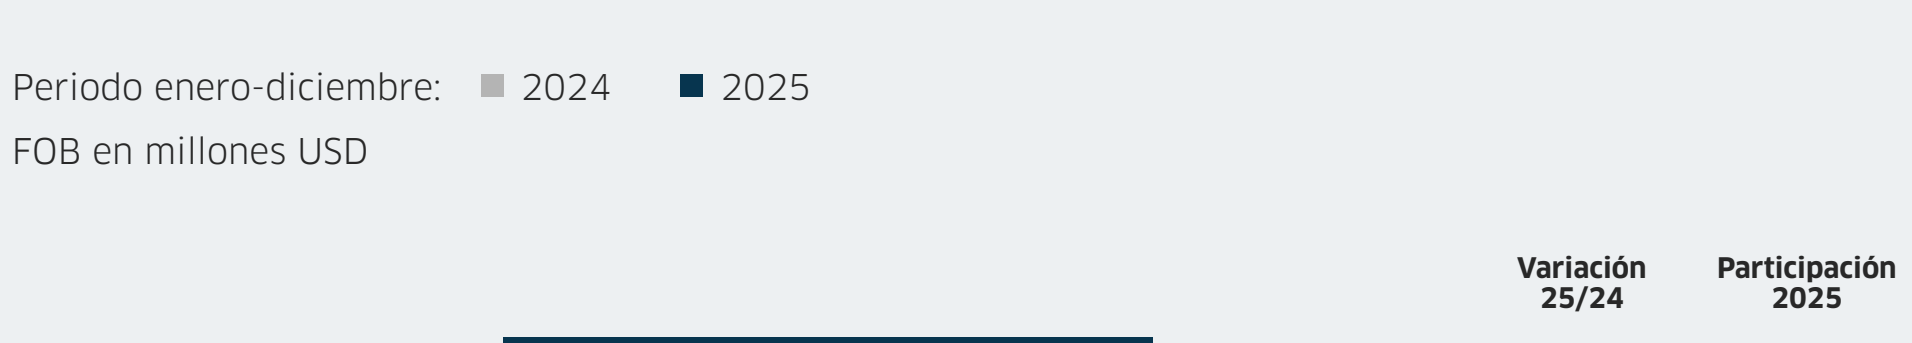 Periodo enero-diciembre: 2024 2025
FOB en millones USD
Variación Participación
25/24 2025